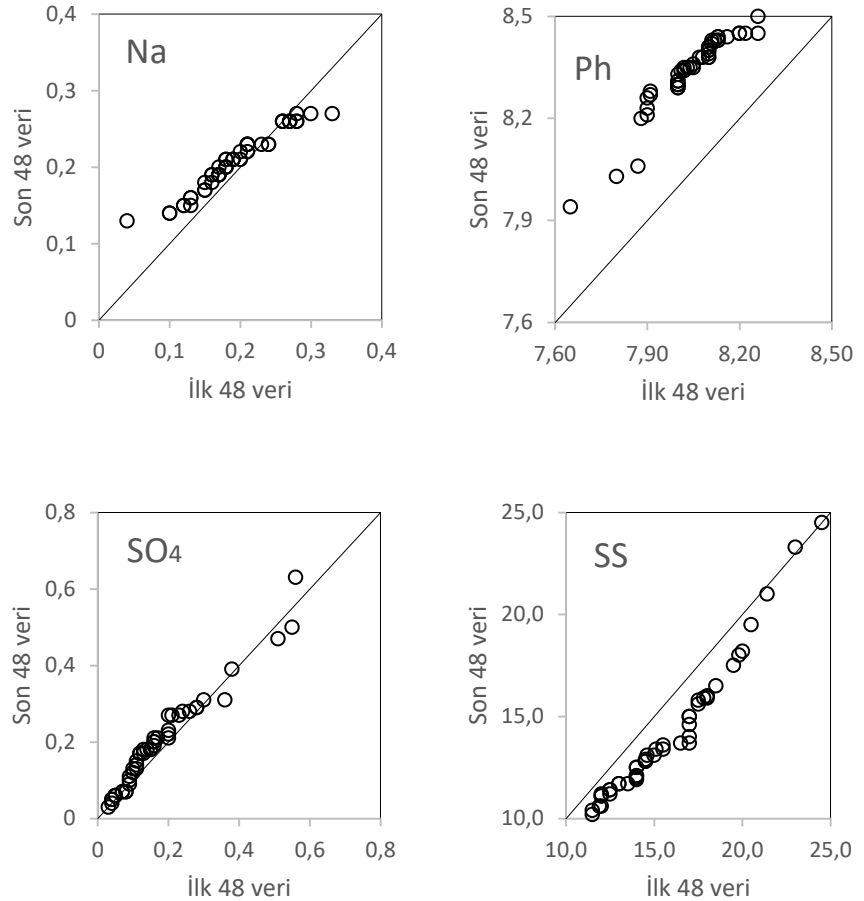 Na
Son 48 veri
0,4
0,3
0,2
0,1
0
0 0,1 0,2 0,3 0,4
İlk 48 veri
Ph
Son 48 veri
8,5
8,2
7,9
7,6
7,60 7,90 8,20 8,50
İlk 48 veri
SO4
Son 48 veri
0,8
0,6
0,4
0,2
0
0 0,2 0,4 0,6 0,8
İlk 48 veri
SS
Son 48 veri
25,0
20,0
15,0
10,0
10,0 15,0 20,0 25,0
İlk 48 veri